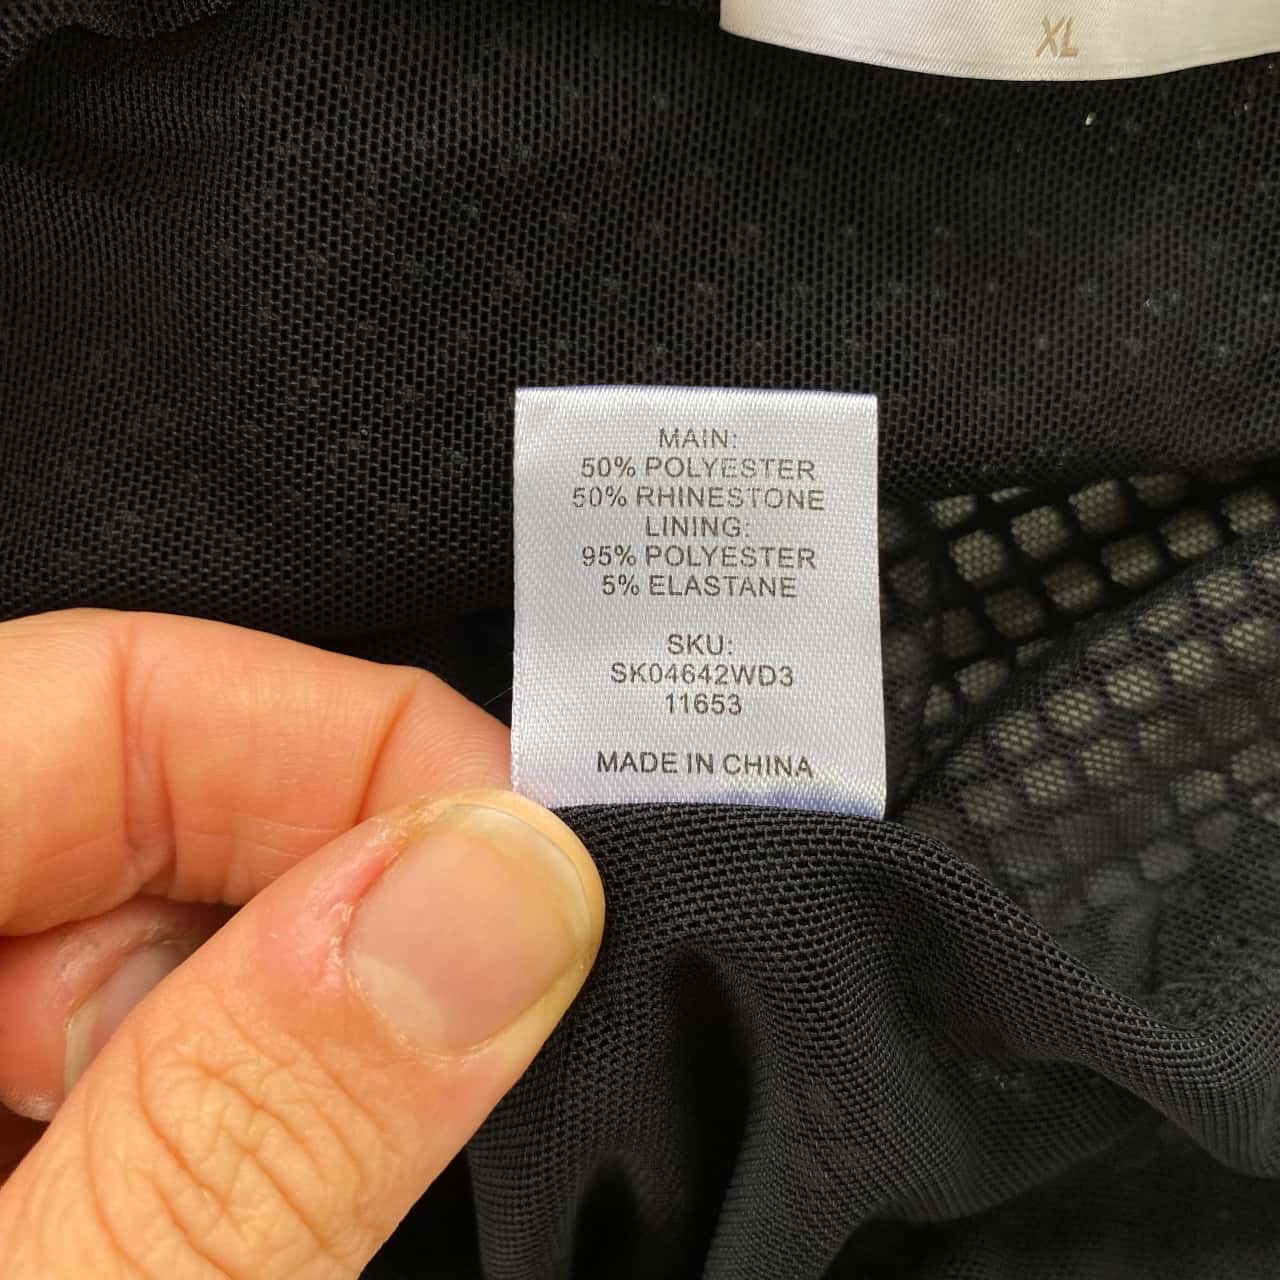 XL
MAIN:
50% POLYESTER
50% RHINESTONE
LINING:
95% POLYESTER
5% ELASTANE
SKU:
SK04642WD3
11653
MADE IN CHINA